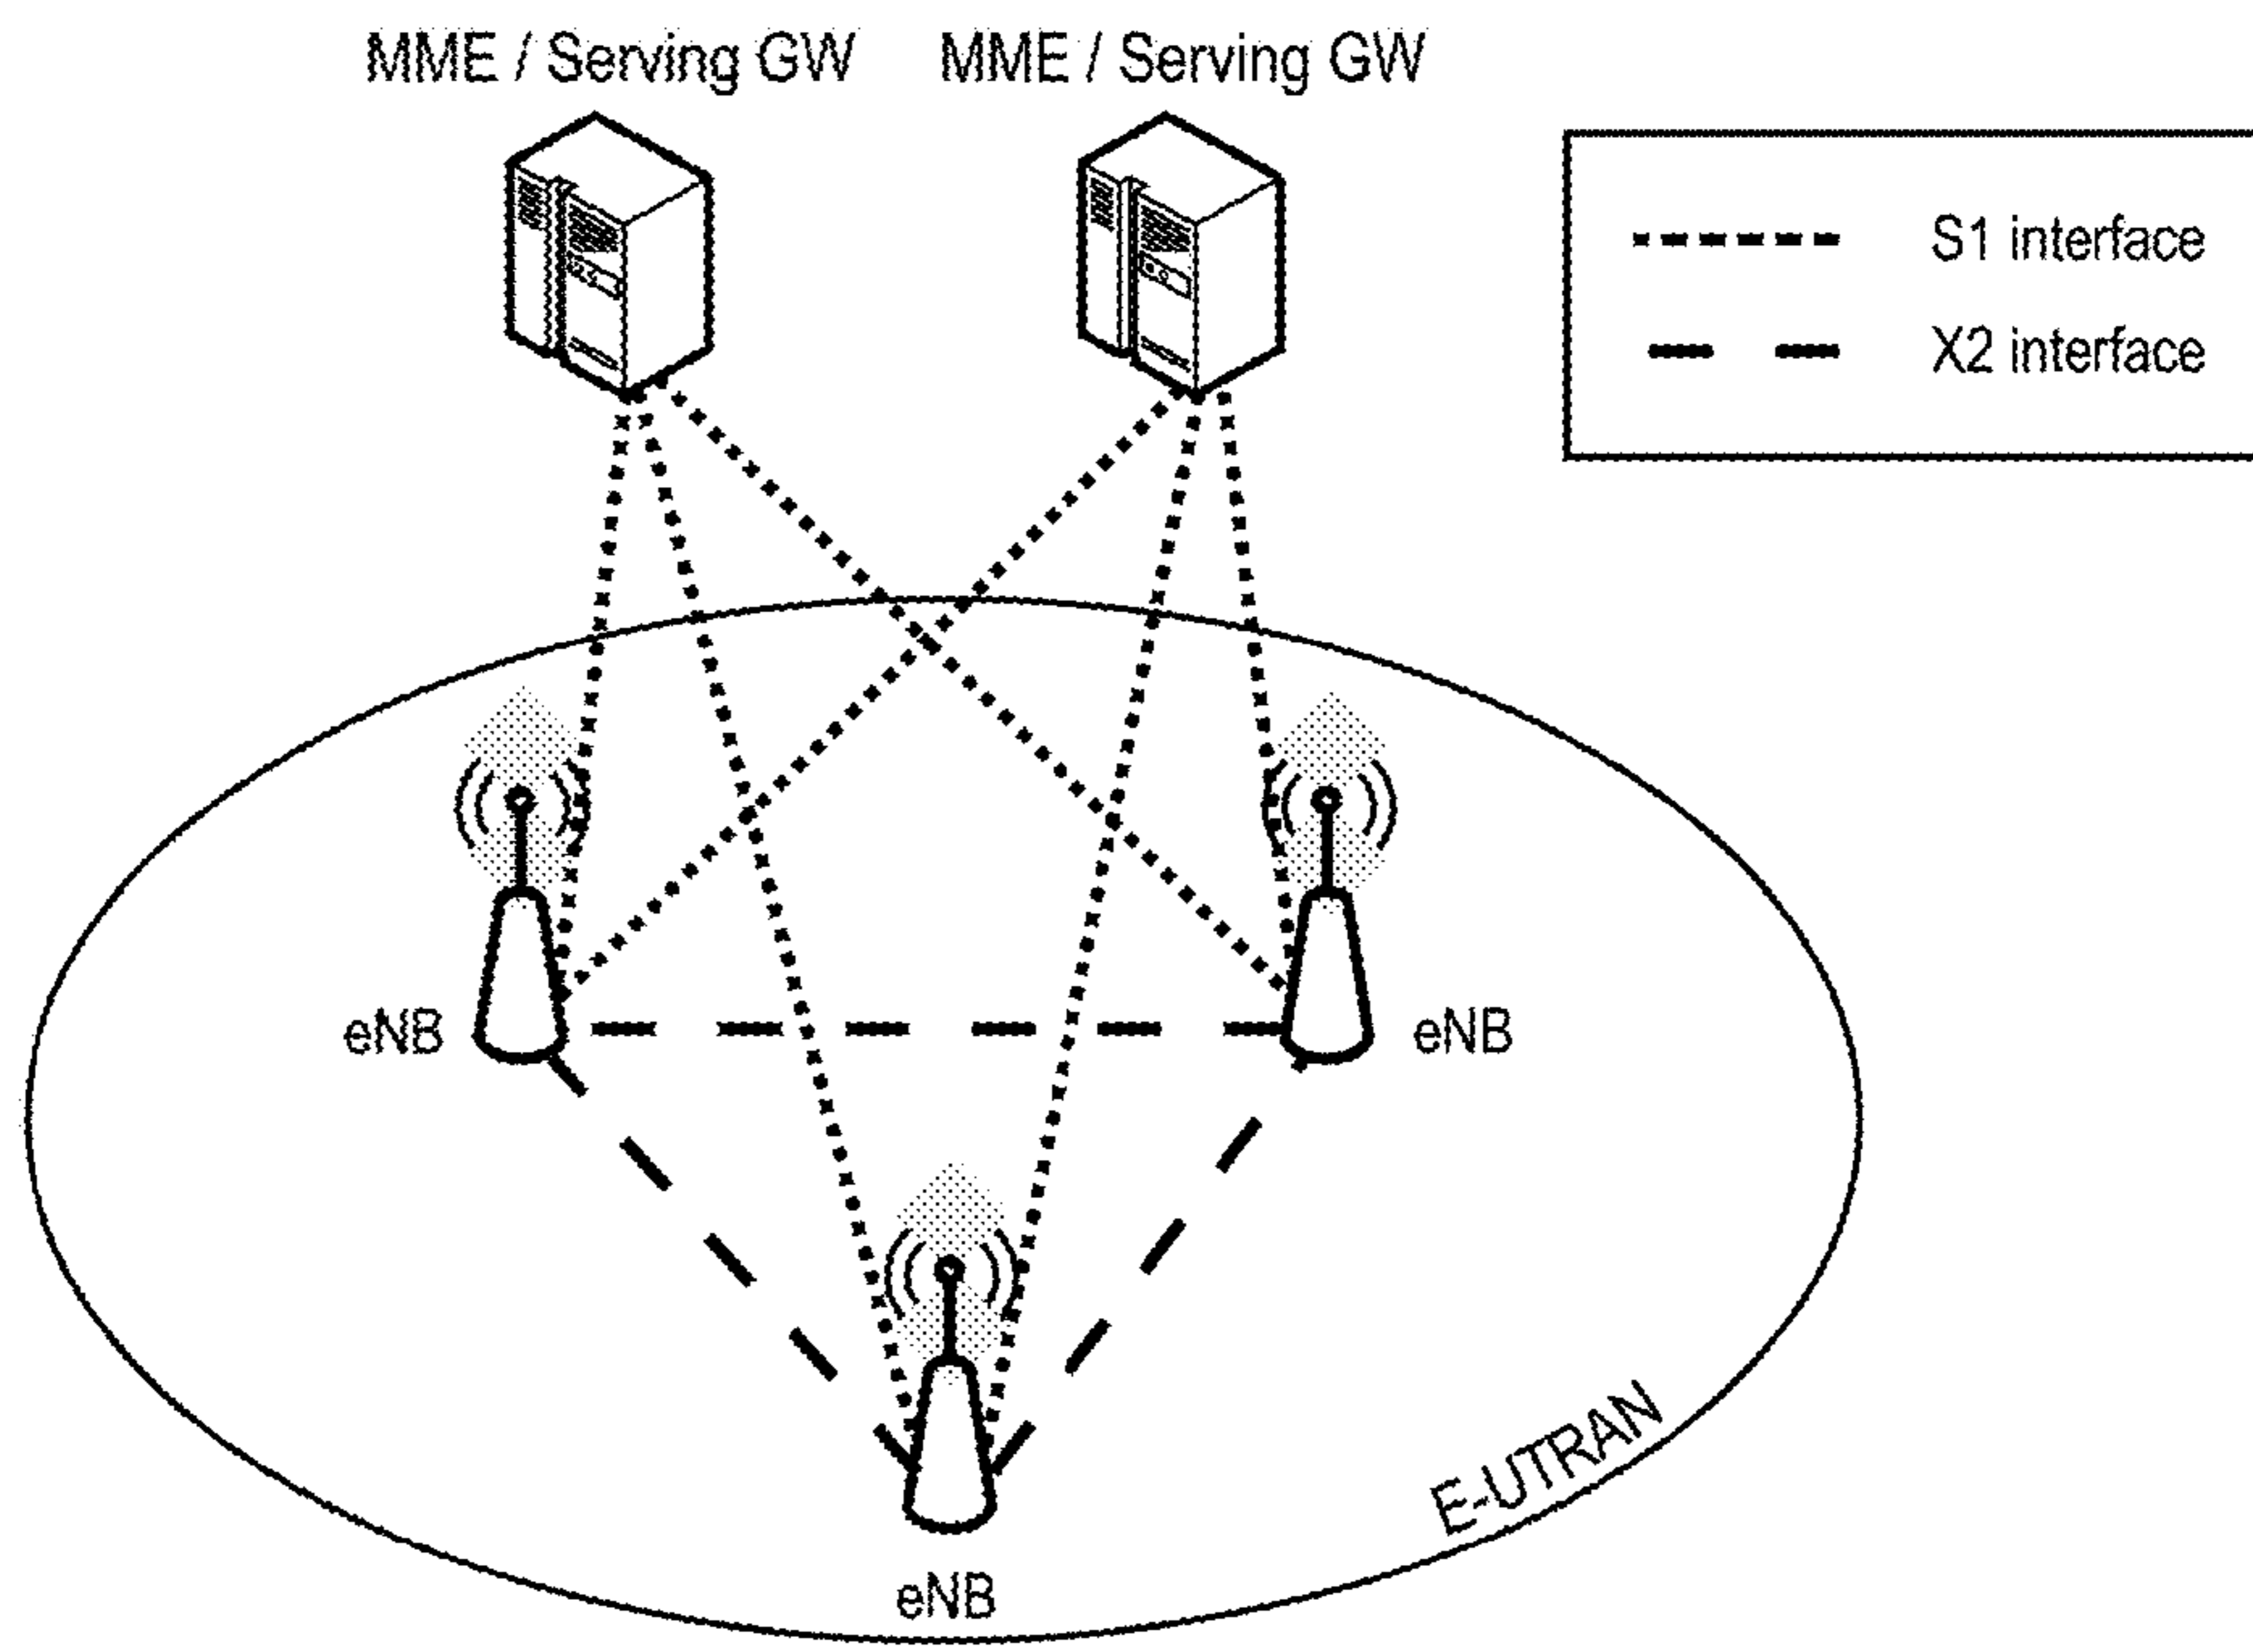 MME / Serving GW
MME / Serving GW
S1 interface
X2 interface
eNB
eNB
E-UTRAN
eNB